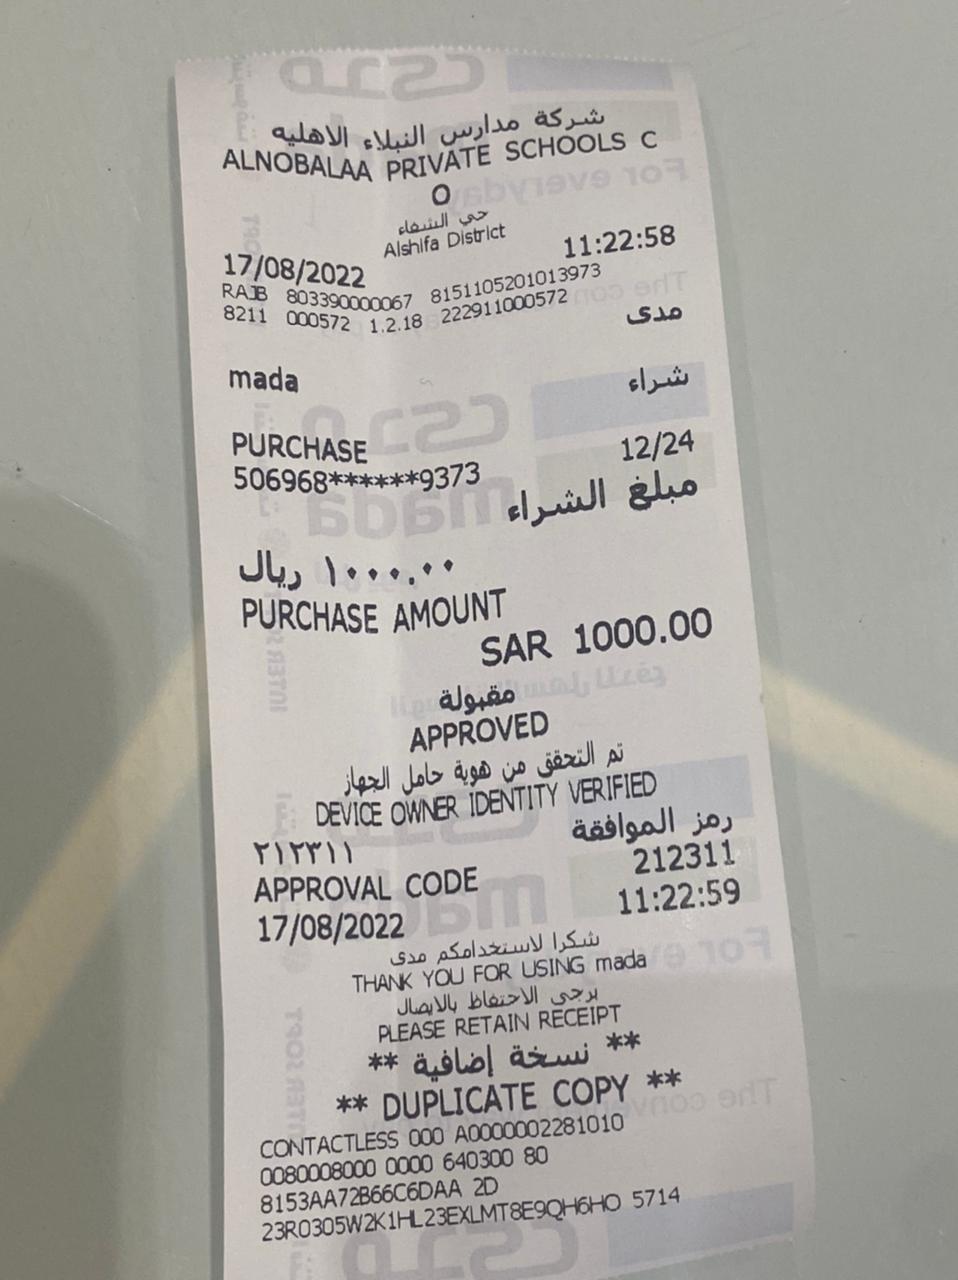 شركة مدارس النبلاء الاهليه
ALNOBALAA PRIVATE SCHOOLS C
O
حي الشفاء
Alshifa District
17/08/2022 11:22:58
RAJB 803390000067 8151105201013973
8211 000572 1.2.18 222911000572
مدى
mada
شراء
PURCHASE
12/24
506968******9373
مبلغ الشراء
١٠٠٠.٠٠ ريال
PURCHASE AMOUNT
SAR 1000.00
مقبولة
APPROVED
تم التحقق من هوية حامل الجهاز
DEVICE OWNER IDENTITY VERIFIED
رمز الموافقة
٢١٢٣١١
212311
APPROVAL CODE
17/08/2022 11:22:59
شكرا لاستخدامكم مدى
THANK YOU FOR USING mada
يرجى الاحتفاظ بالايصال
PLEASE RETAIN RECEIPT
** نسخة إضافية **
** DUPLICATE COPY **
CONTACTLESS 000 A0000002281010
0080008000 0000 640300 80
8153AA72B66C6DAA 2D
23R0305W2K1HL23EXLMT8E9QH6HO 5714